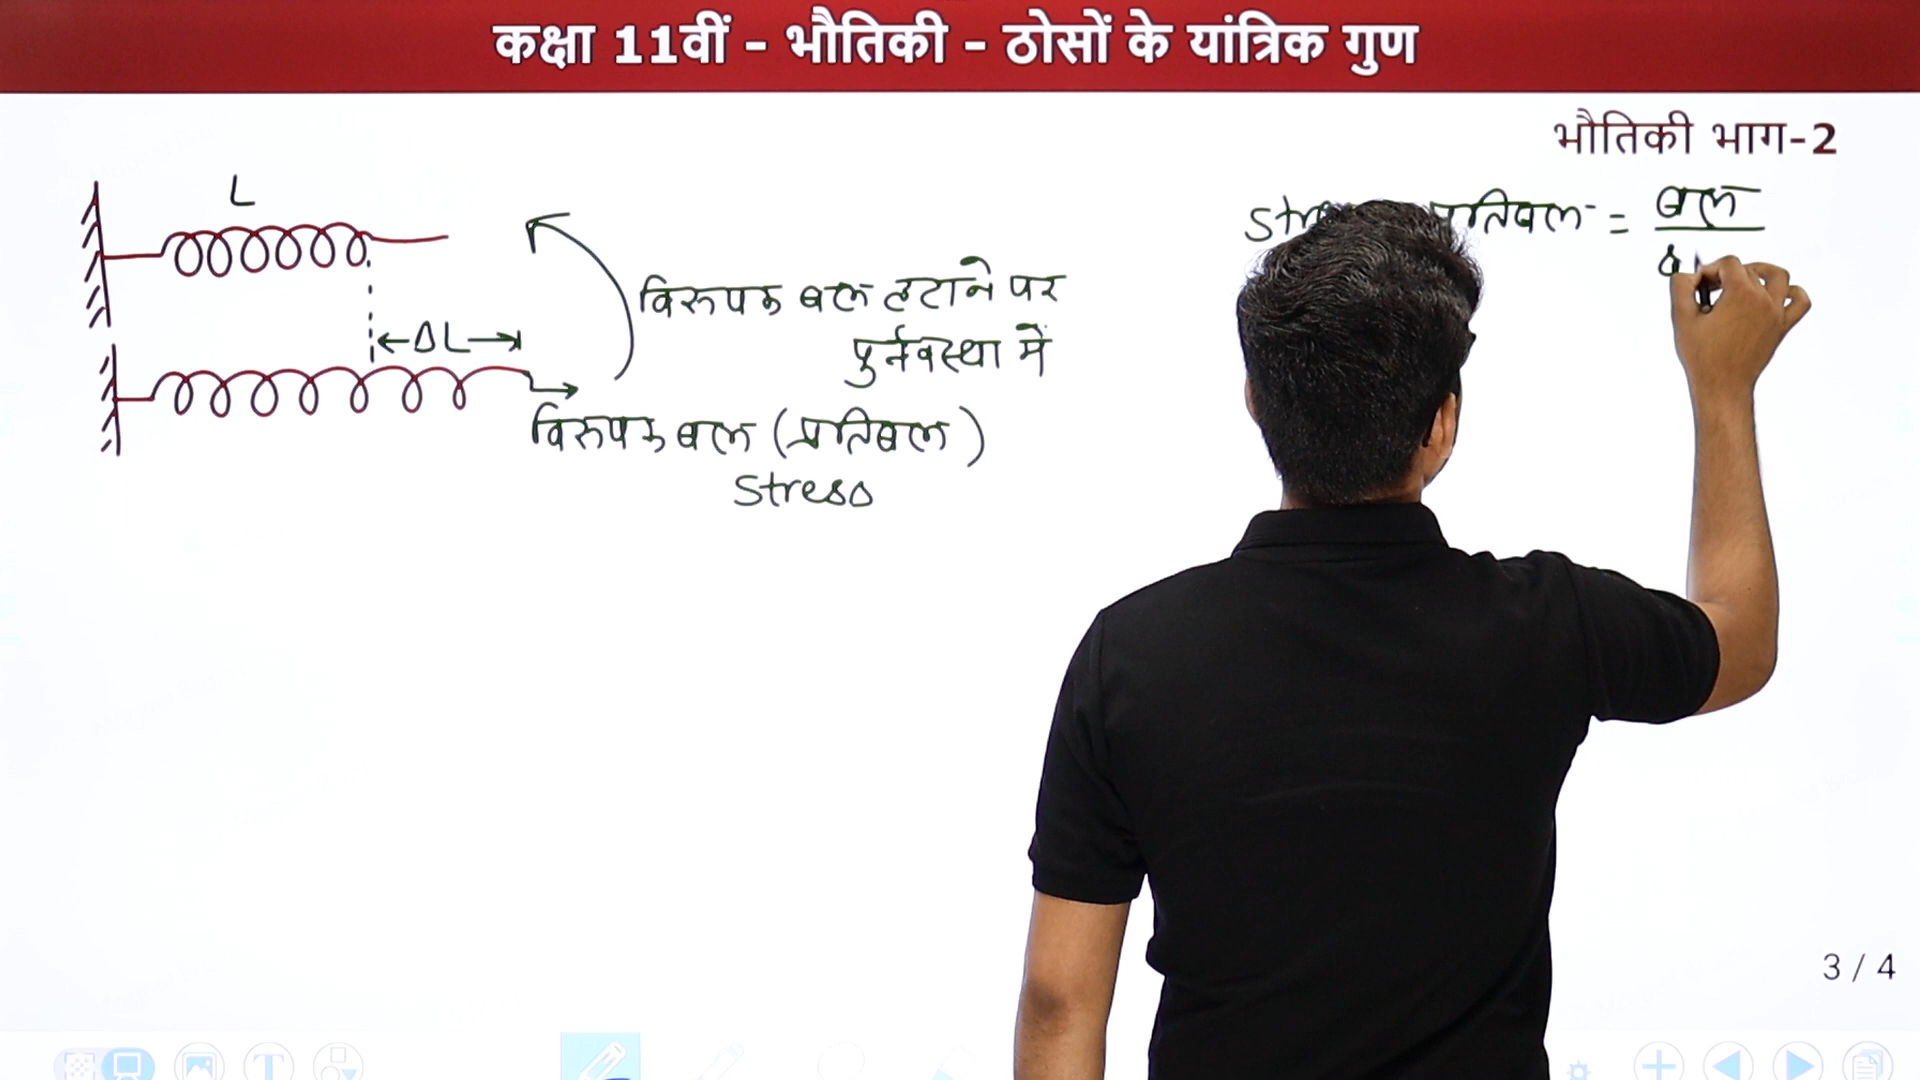 कक्षा 11वीं - भौतिकी - ठोसों के यांत्रिक गुण
भौतिकी भाग-2
L
ΔL
विरूपक बल हटाने पर
पुर्नवस्था में
विरूपक बल (प्रतिबल)
Stress
प्रतिबल = बल
3 / 4